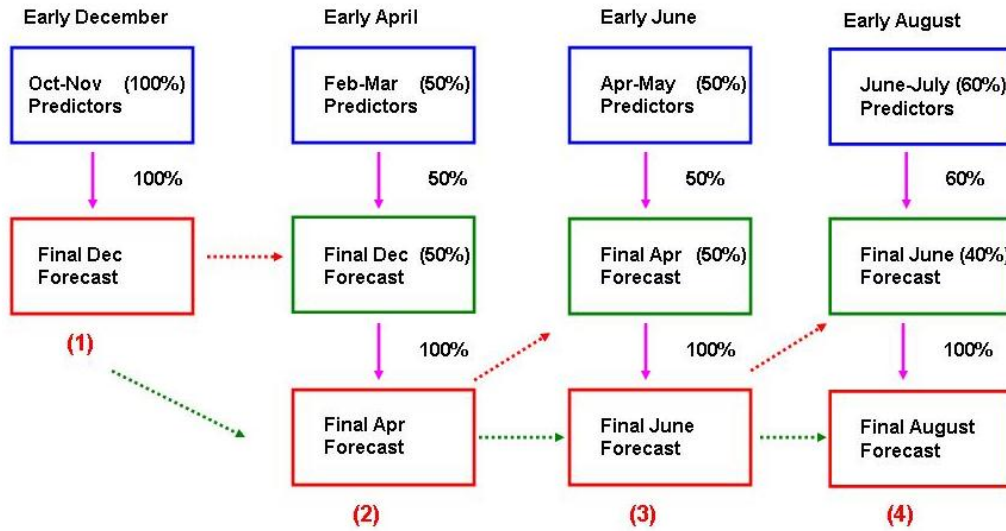 Early December
Early April
Early June
Early August
Oct-Nov (100%)
Predictors
Feb-Mar (50%)
Predictors
Apr-May (50%)
Predictors
June-July (60%)
Predictors
100%
50%
50%
60%
Final Dec
Forecast
Final Dec (50%)
Forecast
Final Apr (50%)
Forecast
Final June (40%)
Forecast
(1)
100%
100%
100%
Final Apr
Forecast
Final June
Forecast
Final August
Forecast
(2)
(3)
(4)